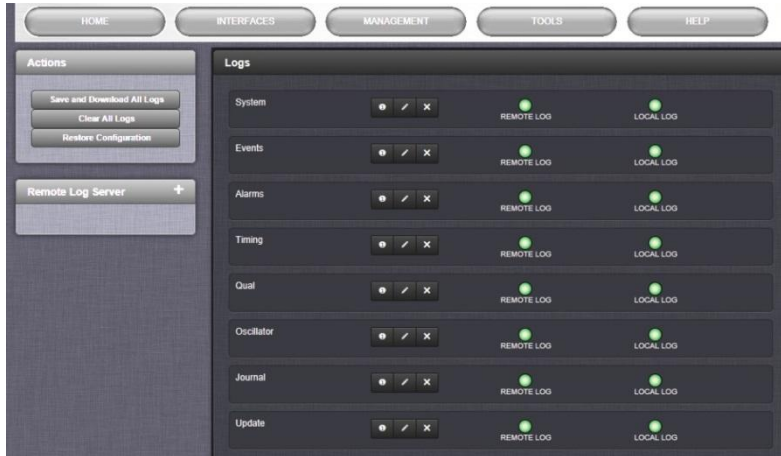 HOME INTERFACES MANAGEMENT TOOLS HELP
Actions
Save and Download All Logs
Clear All Logs
Restore Configuration
Remote Log Server +
Logs
System REMOTE LOG LOCAL LOG
Events REMOTE LOG LOCAL LOG
Alarms REMOTE LOG LOCAL LOG
Timing REMOTE LOG LOCAL LOG
Qual REMOTE LOG LOCAL LOG
Oscillator REMOTE LOG LOCAL LOG
Journal REMOTE LOG LOCAL LOG
Update REMOTE LOG LOCAL LOG